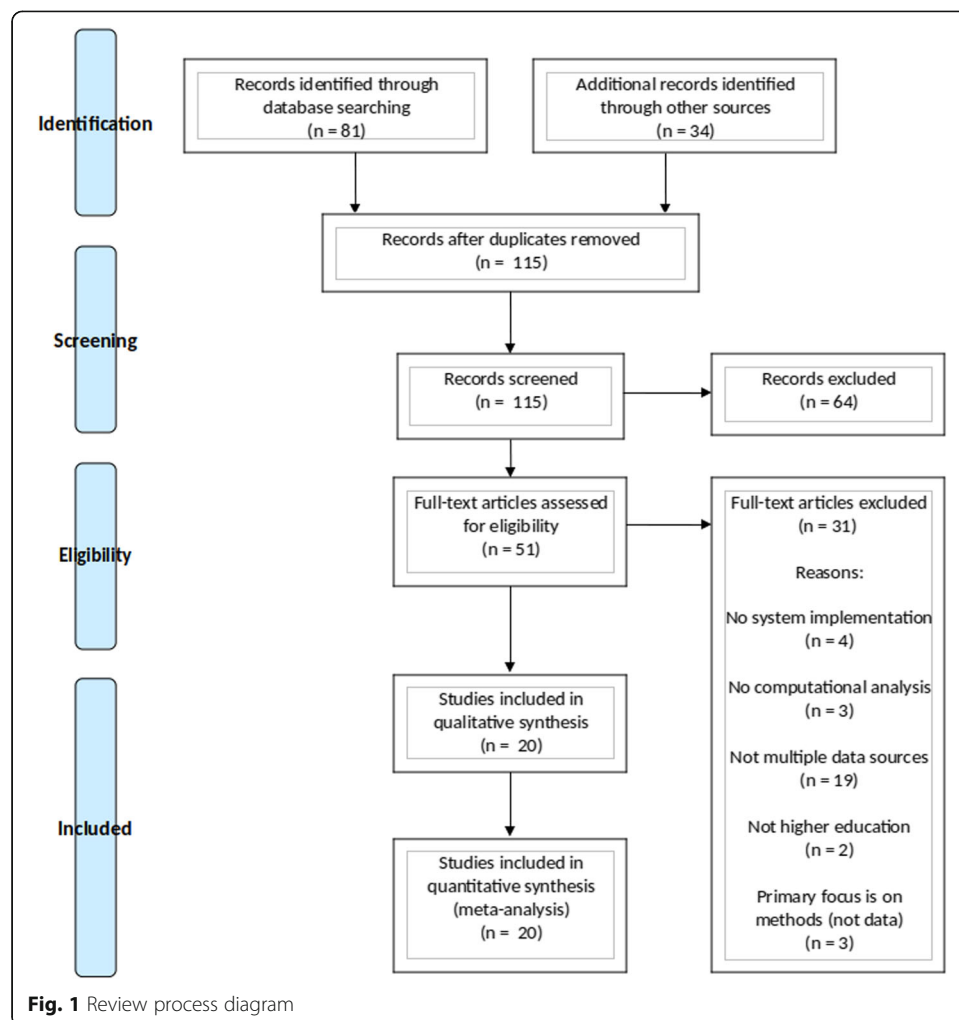 Identification
Records identified through
database searching
(n = 81)
Additional records identified
through other sources
(n = 34)
Records after duplicates removed
(n = 115)
Screening
Records screened
(n = 115)
Records excluded
(n = 64)
Eligibility
Full-text articles assessed
for eligibility
(n = 51)
Full-text articles excluded
(n = 31)
Reasons:
No system implementation
(n = 4)
No computational analysis
(n = 3)
Not multiple data sources
(n = 19)
Not higher education
(n = 2)
Primary focus is on
methods (not data)
(n = 3)
Included
Studies included in
qualitative synthesis
(n = 20)
Studies included in
quantitative synthesis
(meta-analysis)
(n = 20)
Fig. 1 Review process diagram